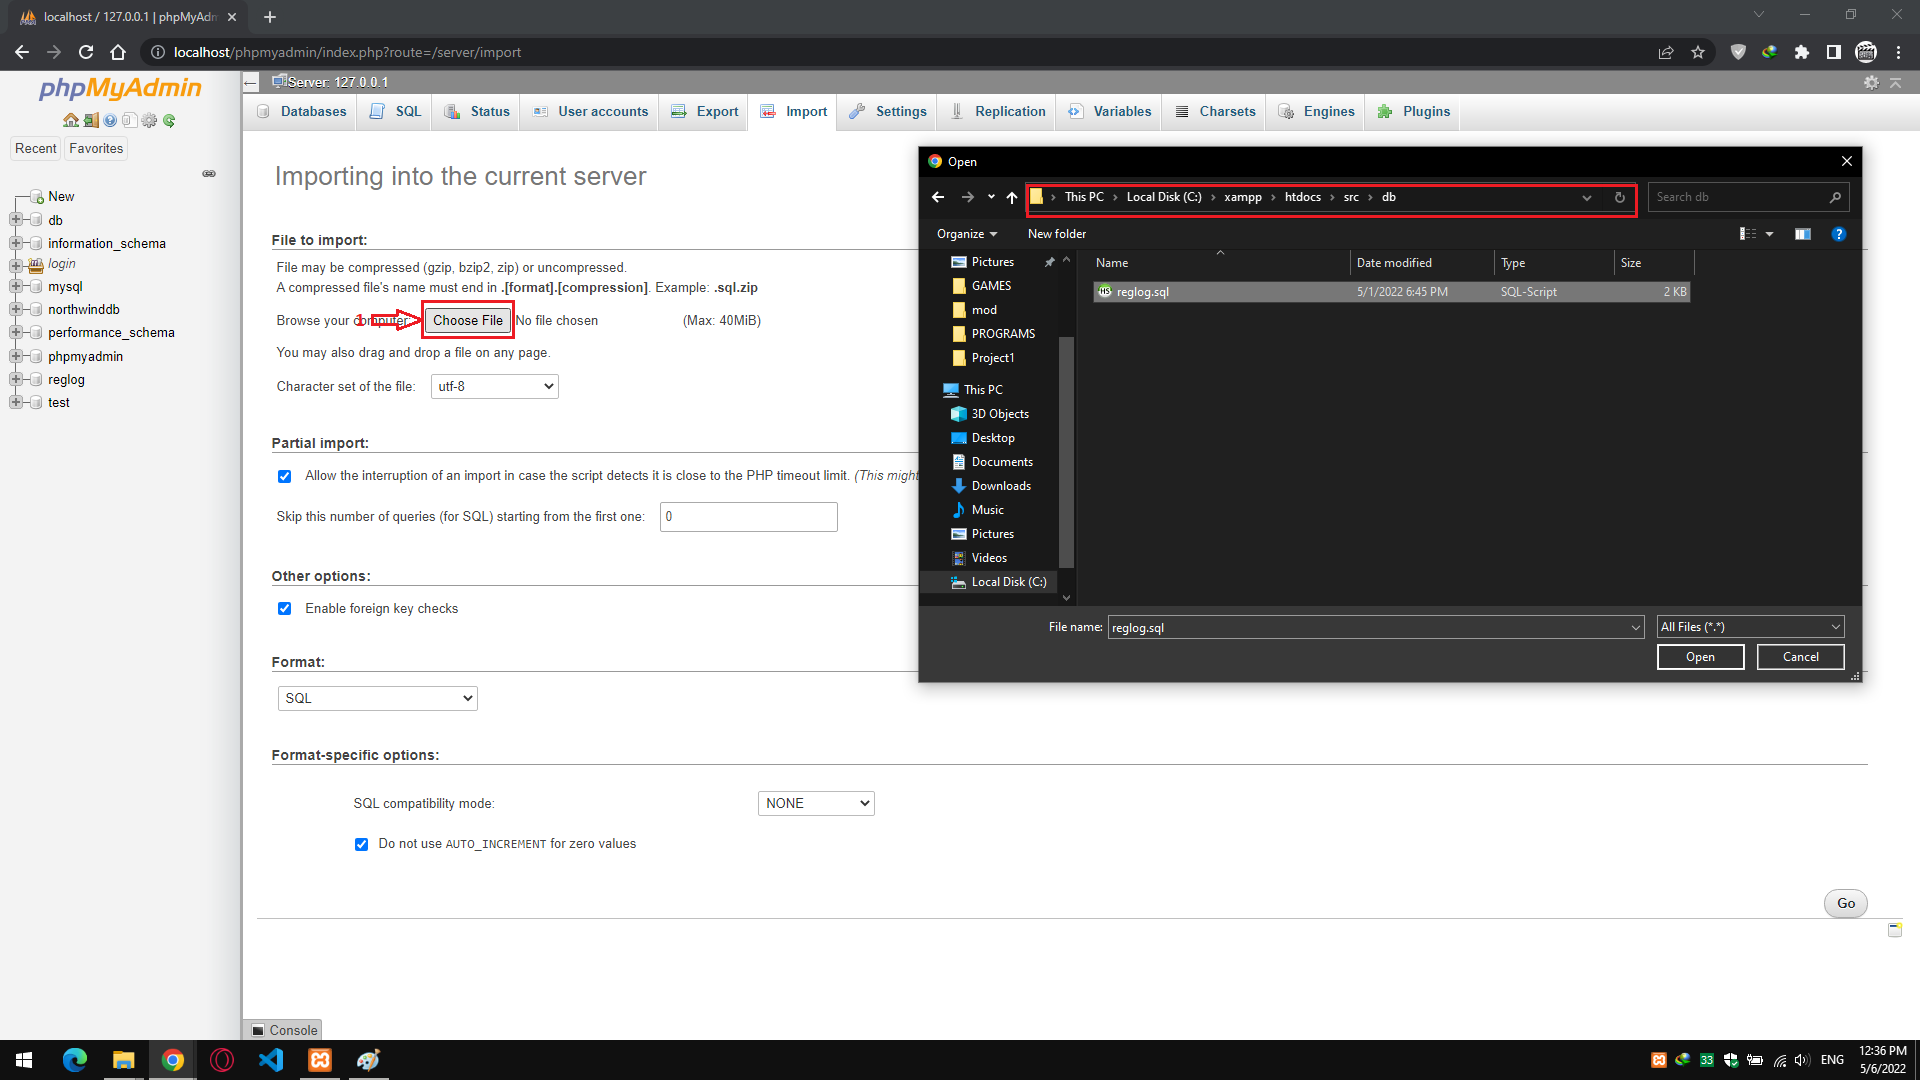 localhost / 127.0.0.1 | phpMyAdm
localhost/phpmyadmin/index.php?route=/server/import
phpMyAdmin
Recent
Favorites
New
db
information_schema
login
mysql
northwinddb
performance_schema
phpmyadmin
reglog
test
Server: 127.0.0.1
Databases
SQL
Status
User accounts
Export
Import
Settings
Replication
Variables
Charsets
Engines
Plugins
Importing into the current server
File to import:
File may be compressed (gzip, bzip2, zip) or uncompressed.
A compressed file's name must end in .[format].[compression]. Example: .sql.zip
Browse your computer: 1 Choose File No file chosen (Max: 40MiB)
You may also drag and drop a file on any page.
Character set of the file: utf-8
Partial import:
Allow the interruption of an import in case the script detects it is close to the PHP timeout limit. (This might
Skip this number of queries (for SQL) starting from the first one: 0
Other options:
Enable foreign key checks
Format:
SQL
Format-specific options:
SQL compatibility mode: NONE
Do not use AUTO_INCREMENT for zero values
Go
Console
Open
This PC > Local Disk (C:) > xampp > htdocs > src > db
Search db
Organize
New folder
Pictures
GAMES
mod
PROGRAMS
Project1
This PC
3D Objects
Desktop
Documents
Downloads
Music
Pictures
Videos
Local Disk (C:)
Name Date modified Type Size
reglog.sql 5/1/2022 6:45 PM SQL-Script 2 KB
File name: reglog.sql
All Files (*.*)
Open
Cancel
33
ENG
12:36 PM
5/6/2022